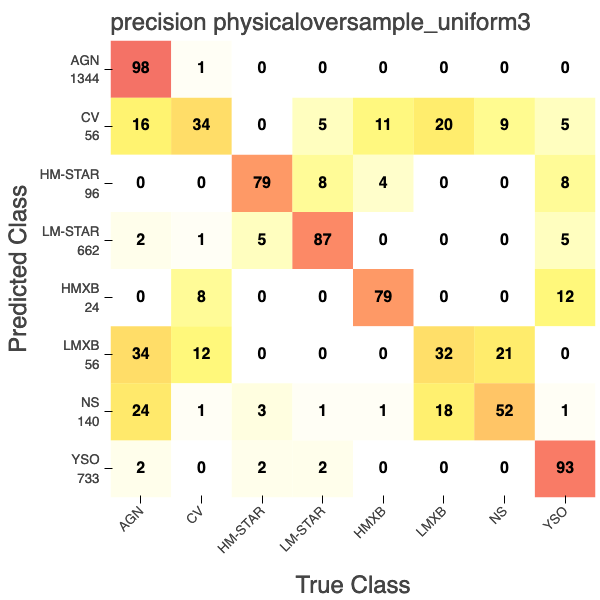 precision physicaloversample_uniform3
AGN
1344
98 1 0 0 0 0 0 0
CV
56
16 34 0 5 11 20 9 5
HM-STAR
96
0 0 79 8 4 0 0 8
LM-STAR
662
2 1 5 87 0 0 0 5
HMXB
24
0 8 0 0 79 0 0 12
LMXB
56
34 12 0 0 0 32 21 0
NS
140
24 1 3 1 1 18 52 1
YSO
733
2 0 2 2 0 0 0 93
Predicted Class
AGN CV HM-STAR LM-STAR HMXB LMXB NS YSO
True Class